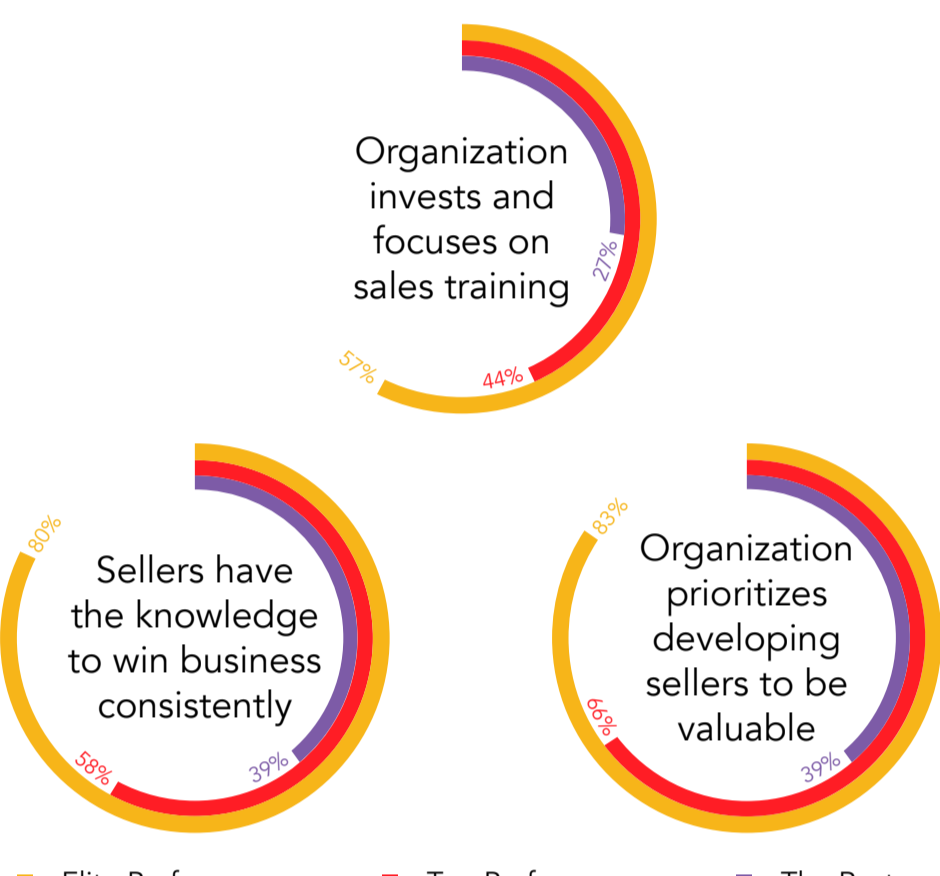 Organization
invests and
focuses on
sales training
27%
44%
57%
Sellers have
the knowledge
to win business
consistently
80%
58%
39%
Organization
prioritizes
developing
sellers to be
valuable
83%
66%
39%